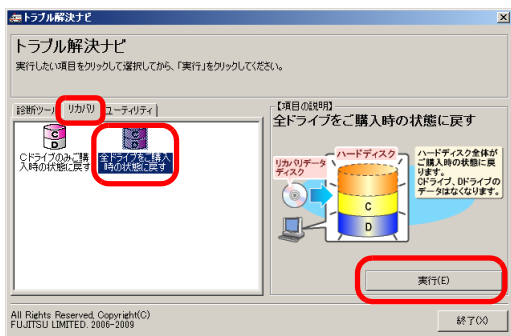 トラブル解決ナビ
トラブル解決ナビ
実行したい項目をクリックして選択してから、「実行」をクリックしてください。
診断ツール リカバリ ユーティリティ
Cドライブのみご購
入時の状態に戻す
全ドライブをご購入
時の状態に戻す
【項目の説明】
全ドライブをご購入時の状態に戻す
リカバリデータ
ディスク
ハードディスク
C
D
ハードディスク全体が
ご購入時の状態に戻
ります。
Cドライブ、Dドライブの
データはなくなります。
実行(E)
All Rights Reserved, Copyright(C)
FUJITSU LIMITED. 2006-2009
終了(X)